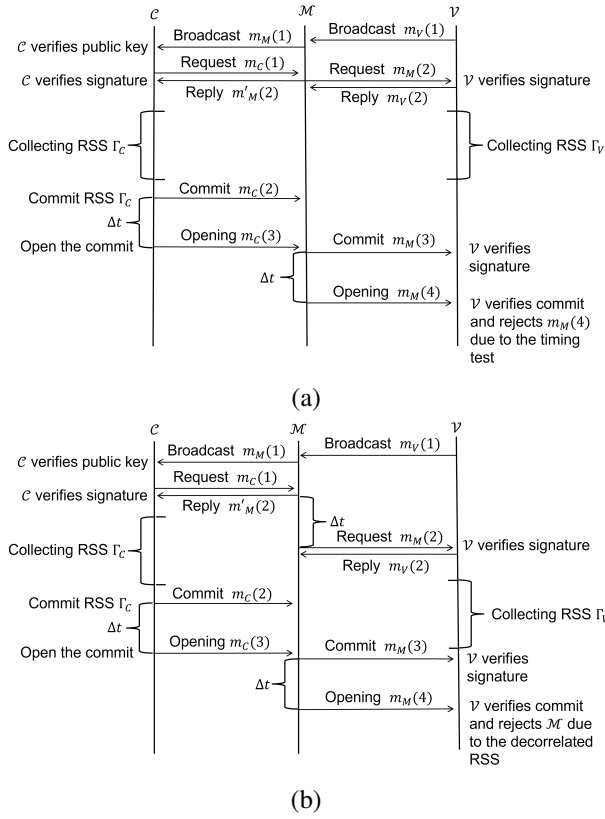 𝒞 ℳ 𝒱
Broadcast m_M(1) Broadcast m_V(1)
𝒞 verifies public key
Request m_C(1) Request m_M(2)
𝒞 verifies signature 𝒱 verifies signature
Reply m'_M(2) Reply m_V(2)
Collecting RSS Γ_C Collecting RSS Γ_V
Commit RSS Γ_C Commit m_C(2)
Δt
Open the commit Opening m_C(3) Commit m_M(3) 𝒱 verifies
signature
Δt
Opening m_M(4) 𝒱 verifies commit
and rejects m_M(4)
due to the timing
test
(a)
𝒞 ℳ 𝒱
Broadcast m_M(1) Broadcast m_V(1)
𝒞 verifies public key
Request m_C(1)
𝒞 verifies signature
Reply m'_M(2) Δt
Request m_M(2) 𝒱 verifies signature
Collecting RSS Γ_C Reply m_V(2)
Commit RSS Γ_C Commit m_C(2) Collecting RSS Γ_V
Δt
Open the commit Opening m_C(3) Commit m_M(3) 𝒱 verifies
signature
Δt
Opening m_M(4) 𝒱 verifies commit
and rejects ℳ due
to the decorrelated
RSS
(b)